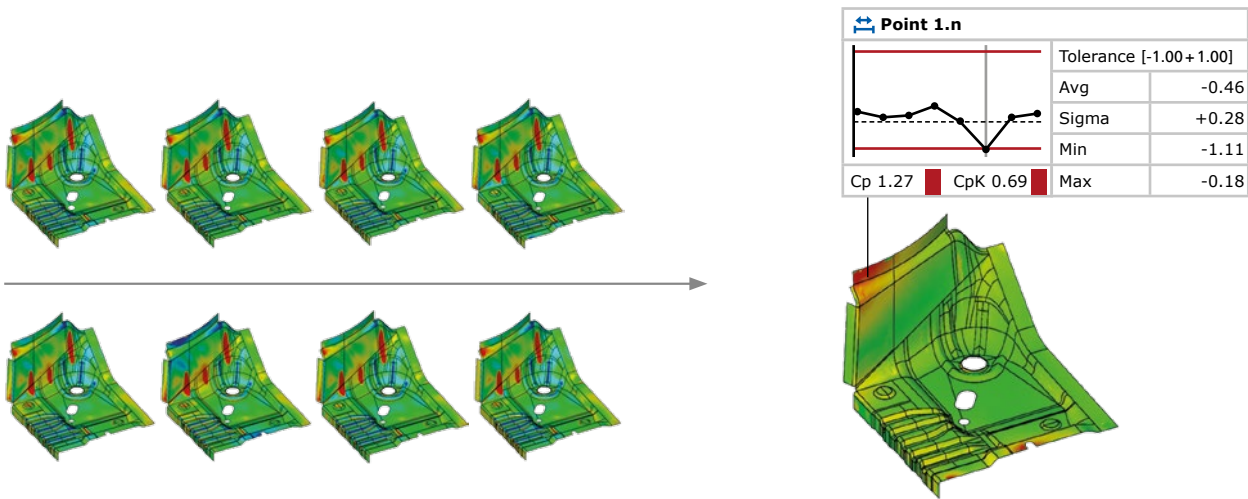 Point 1.n
Tolerance [-1.00+1.00]
Avg -0.46
Sigma +0.28
Min -1.11
Cp 1.27 CpK 0.69 Max -0.18